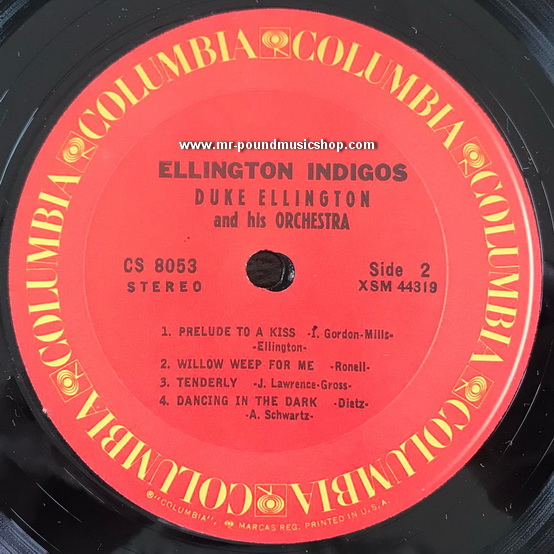 COLUMBIA COLUMBIA COLUMBIA COLUMBIA COLUMBIA COLUMBIA
www.mr-poundmusicshop.com
ELLINGTON INDIGOS
DUKE ELLINGTON
and his ORCHESTRA
CS 8053
STEREO
Side 2
XSM 44319
1. PRELUDE TO A KISS -I. Gordon-Mills-
-Ellington-
2. WILLOW WEEP FOR ME -Ronell-
3. TENDERLY -J. Lawrence-Gross-
4. DANCING IN THE DARK -Dietz-
-A. Schwartz-
℗"COLUMBIA", MARCAS REG. PRINTED IN U.S.A.